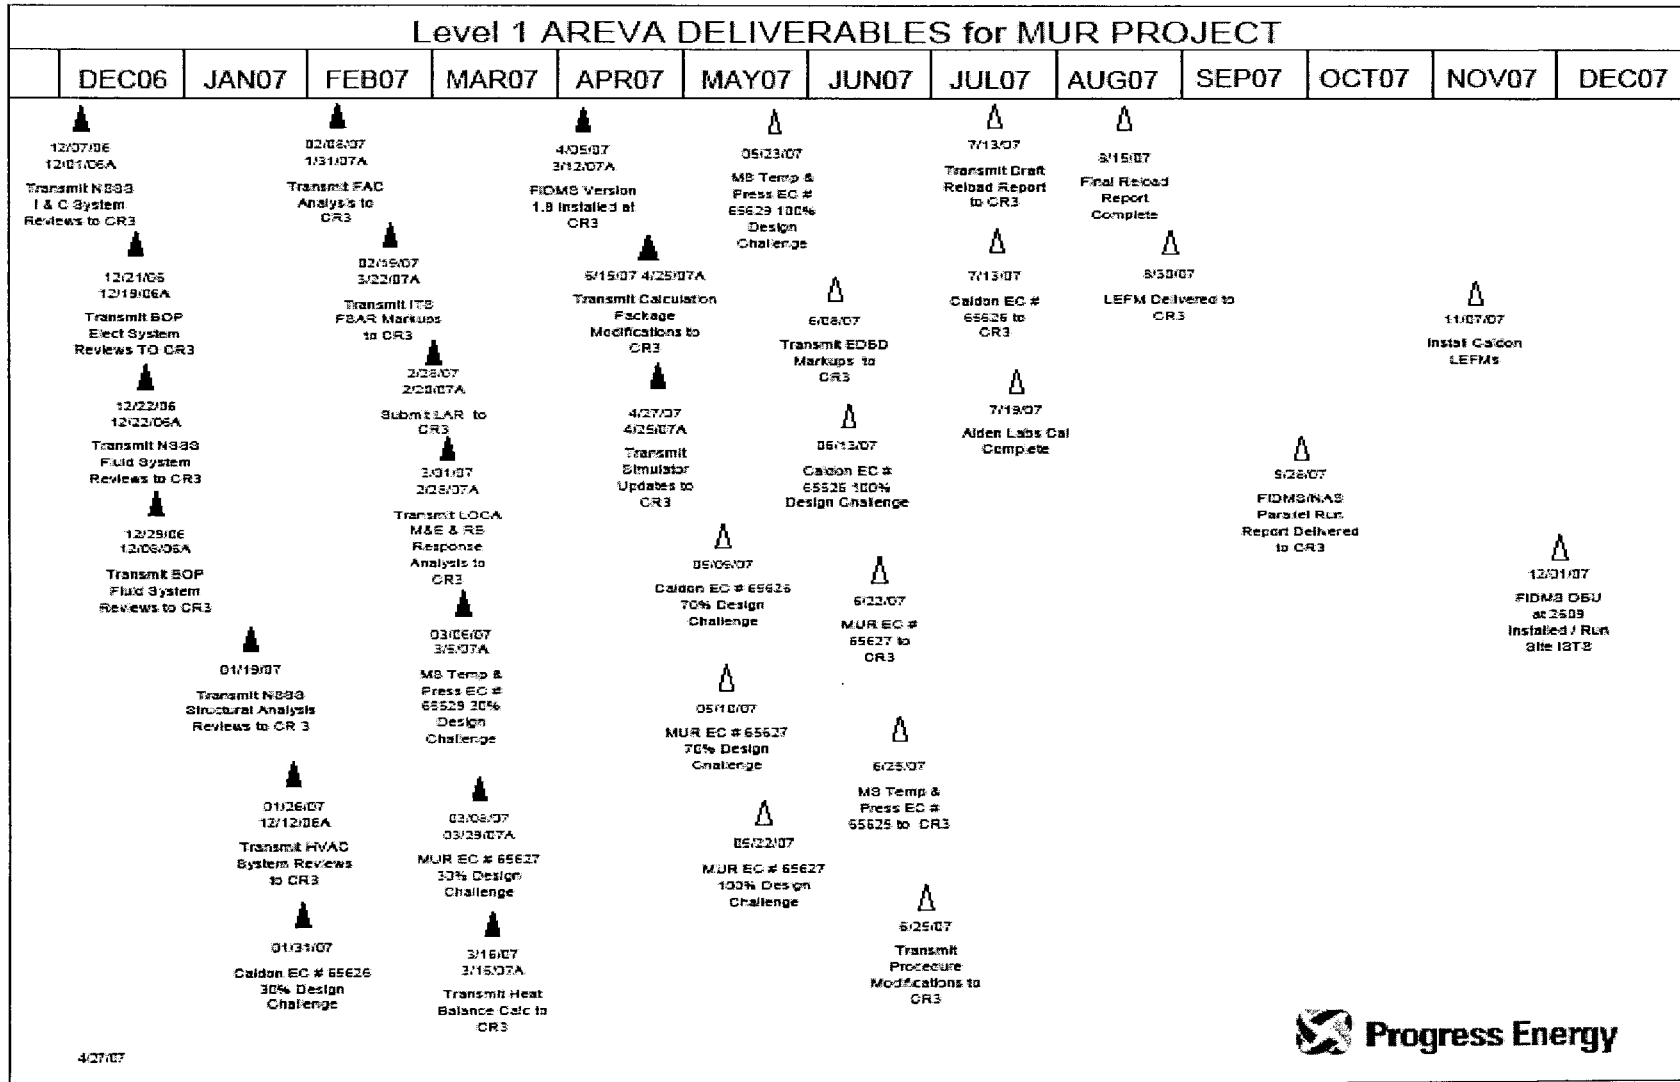 Level 1 AREVA DELIVERABLES for MUR PROJECT
DEC06 JAN07 FEB07 MAR07 APR07 MAY07 JUN07 JUL07 AUG07 SEP07 OCT07 NOV07 DEC07
12/07/06
12/01/06A
Transmit NSSS
I & C System
Reviews to CR3
12/21/06
12/19/06A
Transmit BOP
Elect System
Reviews TO CR3
12/22/06
12/22/06A
Transmit NSSS
Fluid System
Reviews to CR3
12/29/06
12/08/06A
Transmit BOP
Fluid System
Reviews to CR3
01/19/07
Transmit NSSS
Structural Analysis
Reviews to CR 3
01/26/07
12/12/06A
Transmit HVAC
System Reviews
to CR3
01/31/07
Caldon EC # 65626
30% Design
Challenge
02/08/07
1/31/07A
Transmit FAC
Analysis to
CR3
02/19/07
3/22/07A
Transmit ITS
FSAR Markups
to CR3
2/28/07
2/28/07A
Submit LAR to
CR3
3/01/07
2/28/07A
Transmit LOCA
M&E & RB
Response
Analysis to
CR3
03/06/07
3/6/07A
MS Temp &
Press EC #
65629 30%
Design
Challenge
03/08/07
03/29/07A
MUR EC # 65627
30% Design
Challenge
3/16/07
3/16/07A
Transmit Heat
Balance Calc to
CR3
4/05/07
3/12/07A
FIDMS Version
1.8 Installed at
CR3
6/15/07 4/25/07A
Transmit Calculation
Package
Modifications to
CR3
4/27/07
4/25/07A
Transmit
Simulator
Updates to
CR3
05/23/07
MS Temp &
Press EC #
65629 100%
Design
Challenge
05/09/07
Caldon EC # 65626
70% Design
Challenge
05/10/07
MUR EC # 65627
70% Design
Challenge
05/22/07
MUR EC # 65627
100% Design
Challenge
6/08/07
Transmit EDBD
Markups to
CR3
06/13/07
Caldon EC #
65626 100%
Design Challenge
6/22/07
MUR EC #
65627 to
CR3
6/25/07
MS Temp &
Press EC #
65629 to CR3
6/29/07
Transmit
Procedure
Modifications to
CR3
7/13/07
Transmit Draft
Reload Report
to CR3
7/13/07
Caldon EC #
65626 to
CR3
7/19/07
Alden Labs Cal
Complete
8/15/07
Final Reload
Report
Complete
8/30/07
LEFM Delivered to
CR3
9/28/07
FIDMS/NAS
Parallel Run
Report Delivered
to CR3
11/07/07
Install Caldon
LEFMs
12/01/07
FIDMS
at 2609
Installed / Run
Site
4/27/07
Progress Energy